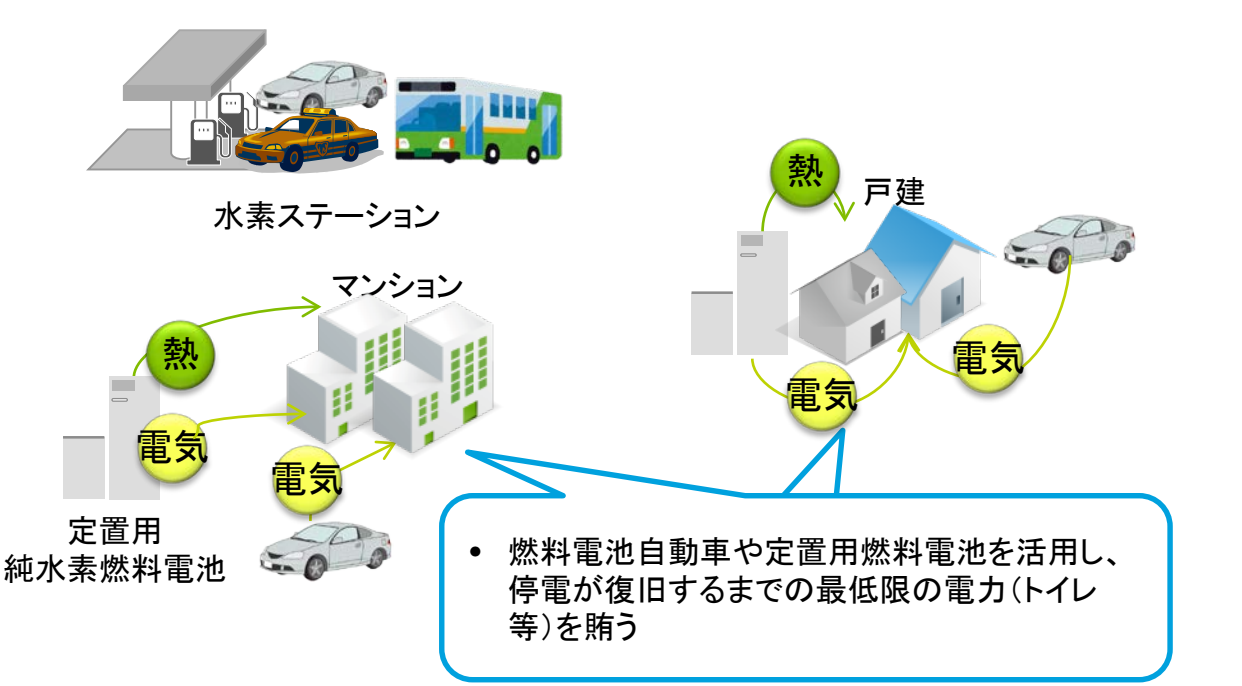 水素ステーション
マンション
熱
電気
電気
定置用
純水素燃料電池
熱
戸建
電気
電気
• 燃料電池自動車や定置用燃料電池を活用し、
停電が復旧するまでの最低限の電力（トイレ
等）を賄う